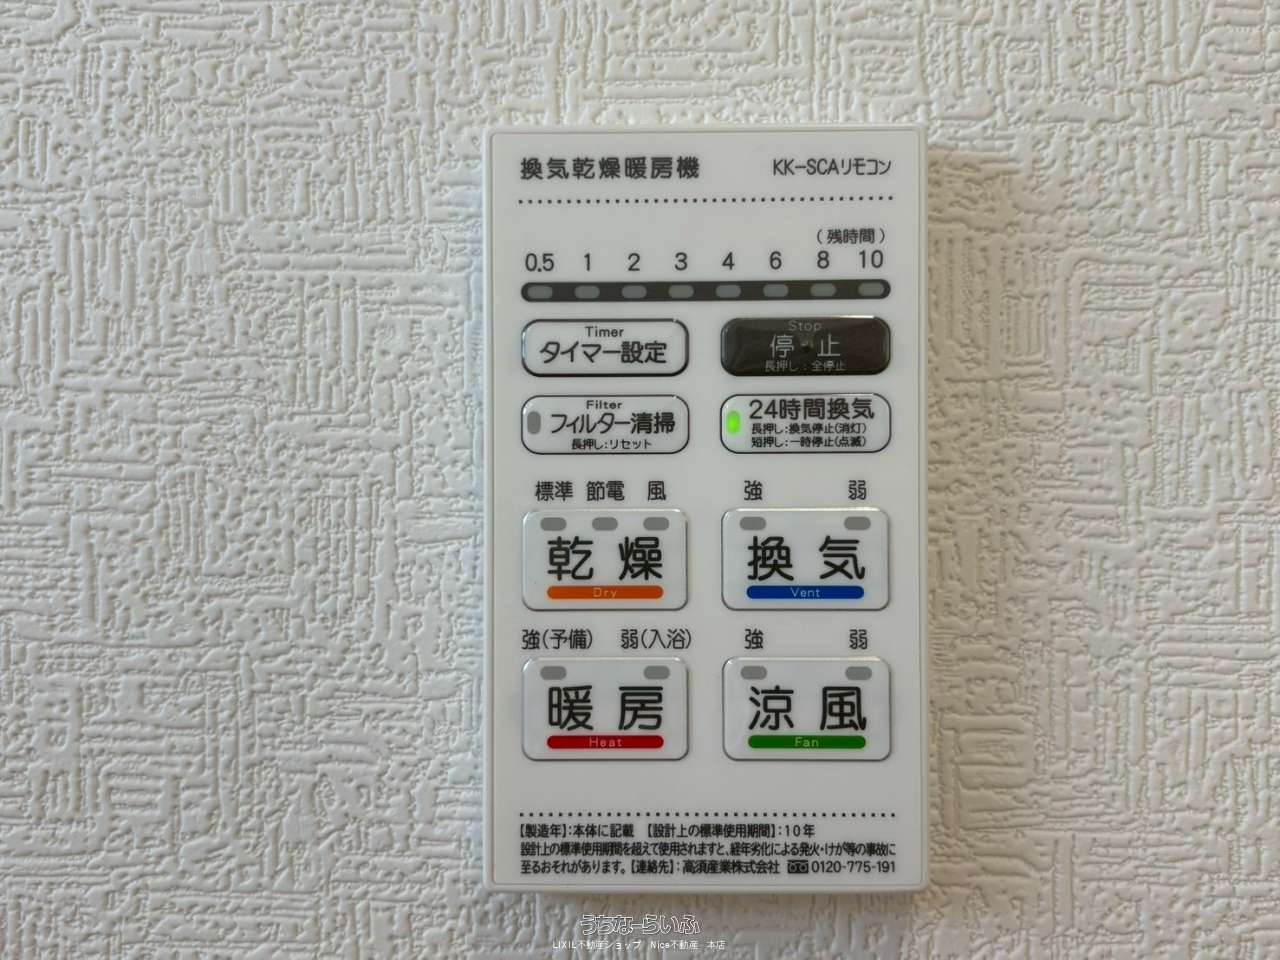 換気乾燥暖房機 KK-SCAリモコン
(残時間)
0.5 1 2 3 4 6 8 10
Timer
タイマー設定
Stop
停止
長押し:全停止
Filter
フィルター清掃
長押し:リセット
24時間換気
長押し:換気停止(消灯)
短押し:一時停止(点滅)
標準 節電 風
乾燥
Dry
強 弱
換気
Vent
強(予備) 弱(入浴)
暖房
Heat
強 弱
涼風
Fan
【製造年】:本体に記載 【設計上の標準使用期間】:10年
設計上の標準使用期間を超えて使用されますと、経年劣化による発火・けが等の事故に
至るおそれがあります。【連絡先】:高須産業株式会社 0120-775-191
うちなーらいふ
LIXIL不動産ショップ Nice不動産 本店